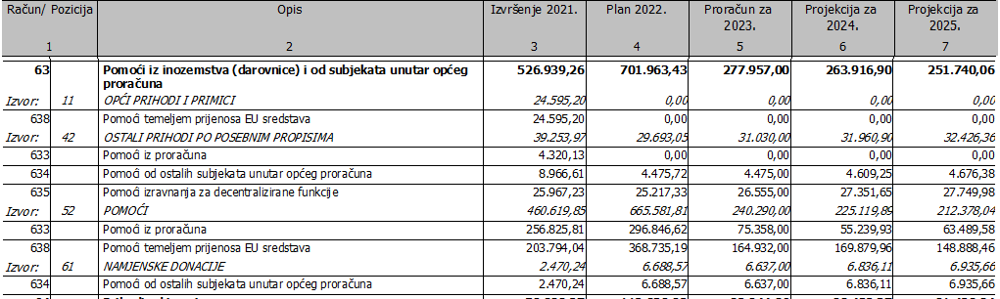 Račun/ Pozicija Opis Izvršenje 2021. Plan 2022. Proračun za 2023. Projekcija za 2024. Projekcija za 2025.
1 2 3 4 5 6 7
63 Pomoći iz inozemstva (darovnice) i od subjekata unutar općeg proračuna 526.939,26 701.963,43 277.957,00 263.916,90 251.740,06
Izvor: 11 OPĆI PRIHODI I PRIMICI 24.595,20 0,00 0,00 0,00 0,00
638 Pomoći temeljem prijenosa EU sredstava 24.595,20 0,00 0,00 0,00 0,00
Izvor: 42 OSTALI PRIHODI PO POSEBNIM PROPISIMA 39.253,97 29.693,05 31.030,00 31.960,90 32.426,36
633 Pomoći iz proračuna 4.320,13 0,00 0,00 0,00 0,00
634 Pomoći od ostalih subjekata unutar općeg proračuna 8.966,61 4.475,72 4.475,00 4.609,25 4.676,38
635 Pomoći izravnanja za decentralizirane funkcije 25.967,23 25.217,33 26.555,00 27.351,65 27.749,98
Izvor: 52 POMOĆI 460.619,85 665.581,81 240.290,00 225.119,89 212.378,04
633 Pomoći iz proračuna 256.825,81 296.846,62 75.358,00 55.239,93 63.489,58
638 Pomoći temeljem prijenosa EU sredstava 203.794,04 368.735,19 164.932,00 169.879,96 148.888,46
Izvor: 61 NAMJENSKE DONACIJE 2.470,24 6.688,57 6.637,00 6.836,11 6.935,66
634 Pomoći od ostalih subjekata unutar općeg proračuna 2.470,24 6.688,57 6.637,00 6.836,11 6.935,66